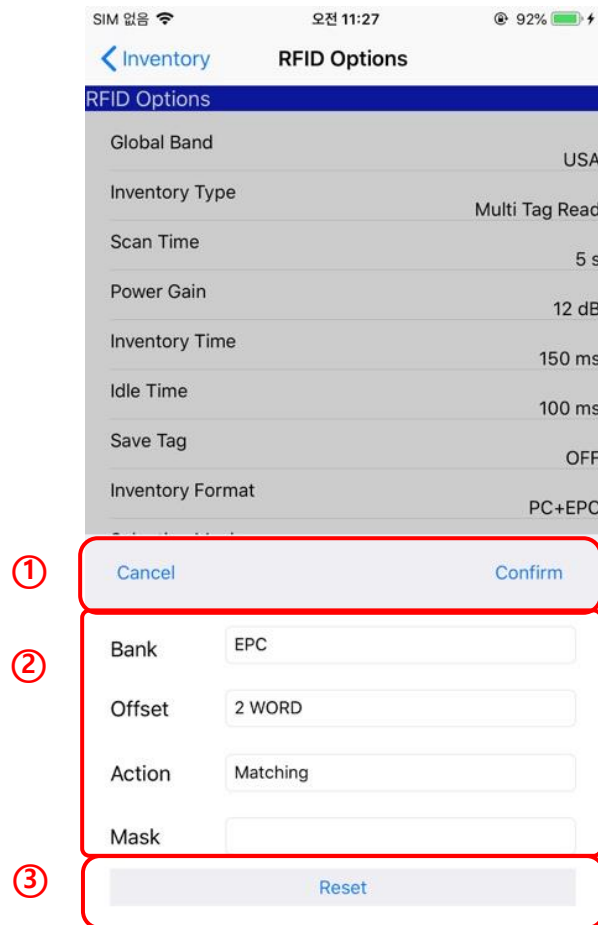 SIM 없음 오전 11:27 92%
Inventory RFID Options
RFID Options
Global Band
USA
Inventory Type
Multi Tag Read
Scan Time
5 s
Power Gain
12 dB
Inventory Time
150 ms
Idle Time
100 ms
Save Tag
OFF
Inventory Format
PC+EPC
① Cancel Confirm
②
Bank EPC
Offset 2 WORD
Action Matching
Mask
③ Reset